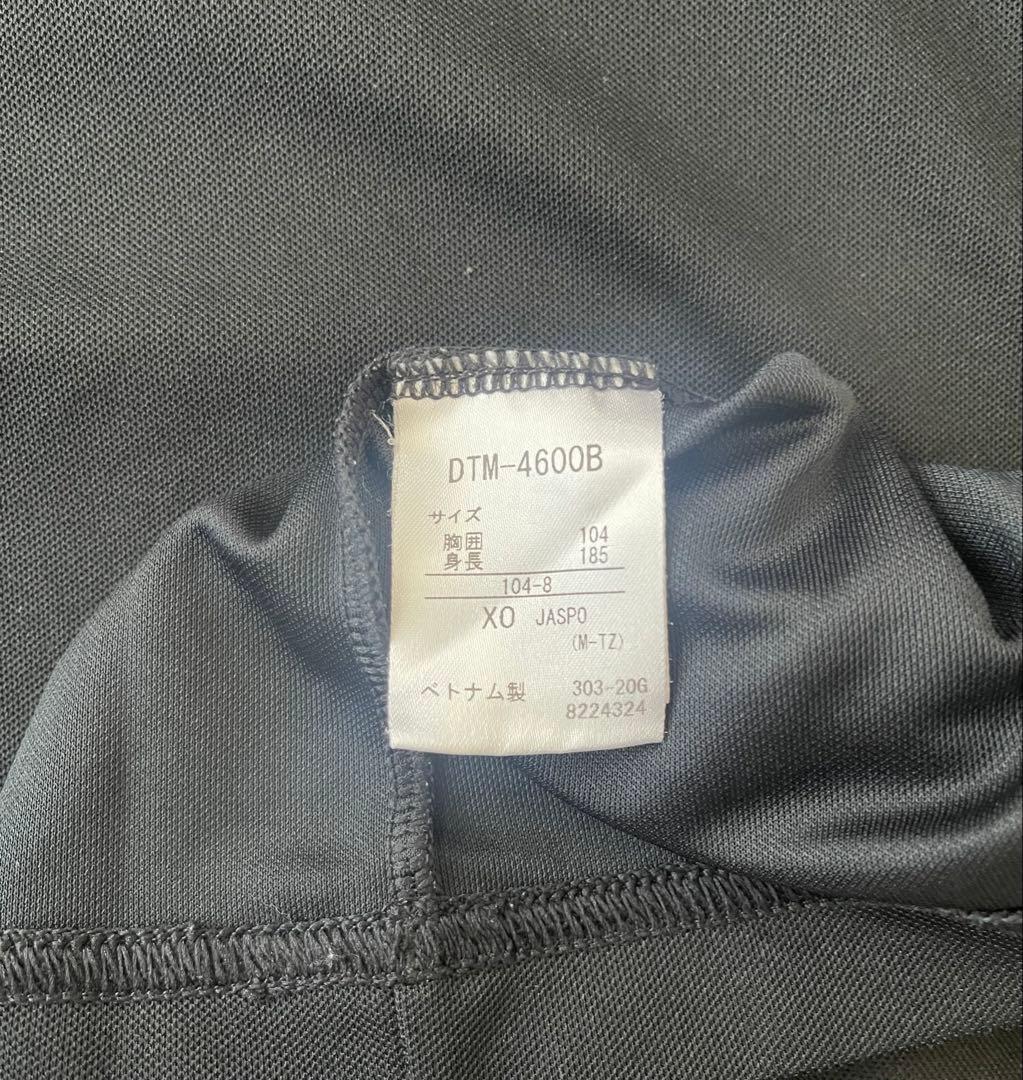 DTM-4600B
サイズ
胸囲 104
身長 185
104-8
XO JASPO
(M-TZ)
ベトナム製 303-20G
8224324